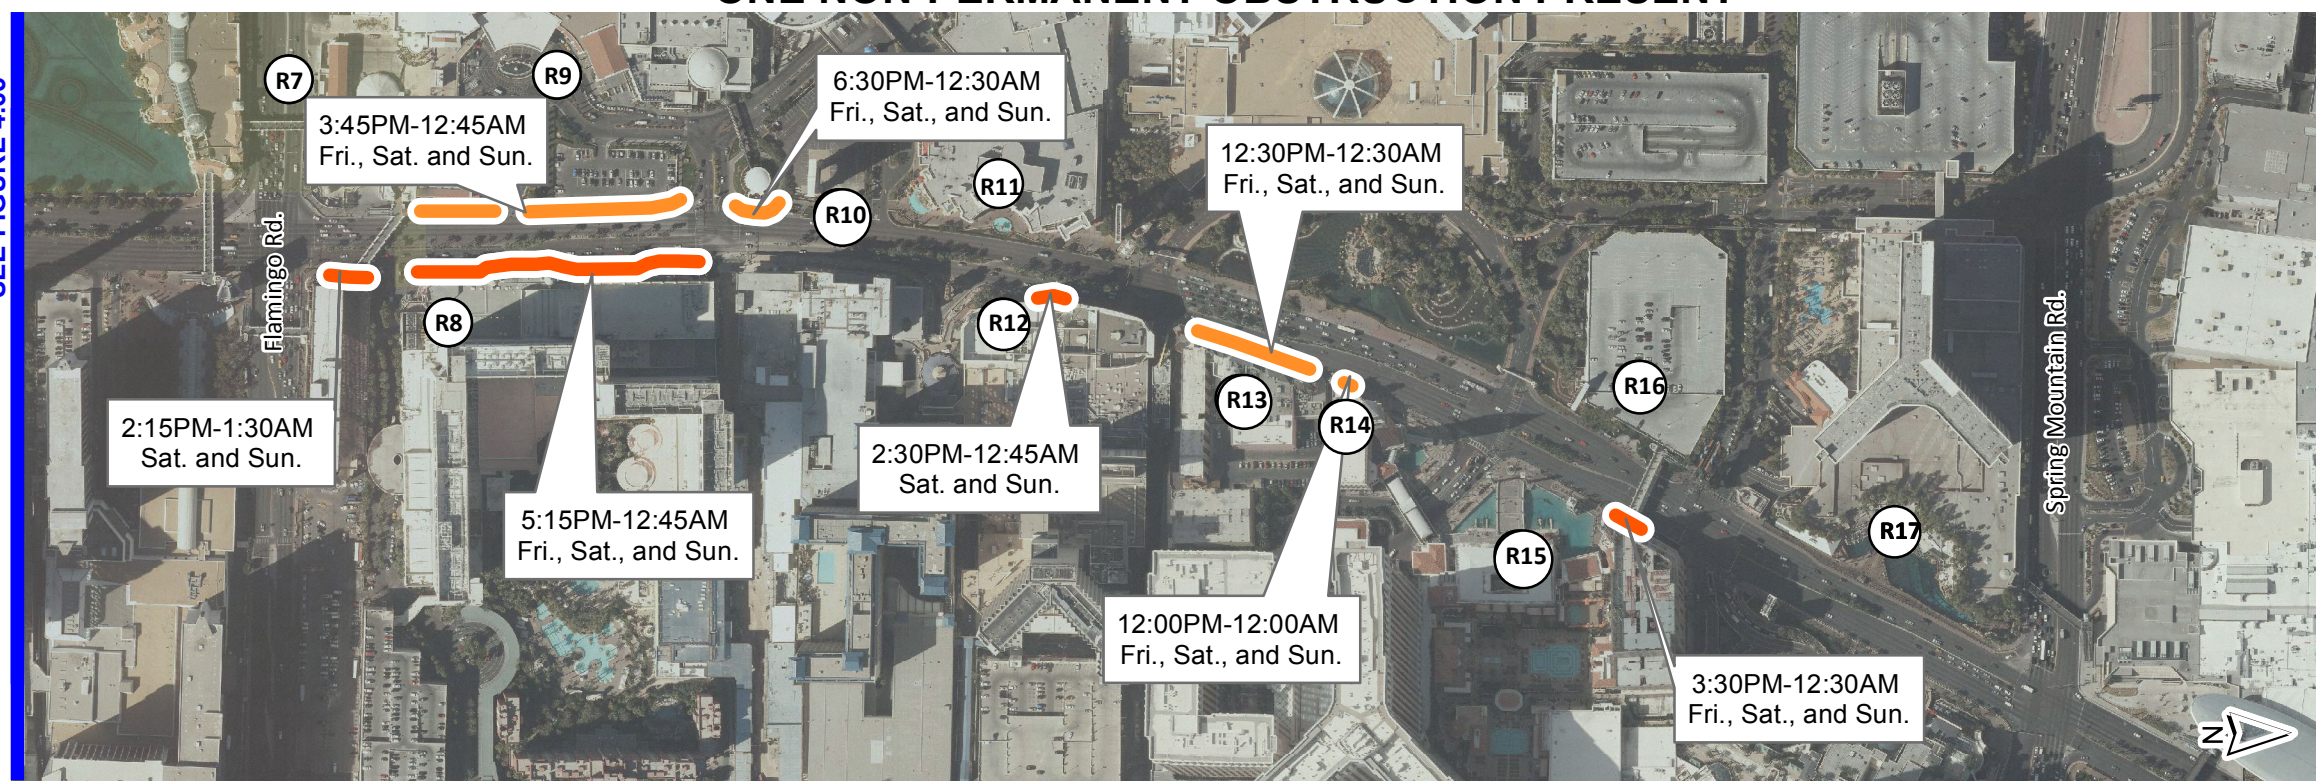 R7
R9
6:30PM-12:30AM
Fri., Sat., and Sun.
3:45PM-12:45AM
Fri., Sat. and Sun.
12:30PM-12:30AM
Fri., Sat., and Sun.
R11
R10
Flamingo Rd.
R8
R12
R13
R14
R16
Spring Mountain Rd.
2:15PM-1:30AM
Sat. and Sun.
2:30PM-12:45AM
Sat. and Sun.
5:15PM-12:45AM
Fri., Sat., and Sun.
R15
R17
12:00PM-12:00AM
Fri., Sat., and Sun.
3:30PM-12:30AM
Fri., Sat., and Sun.
N